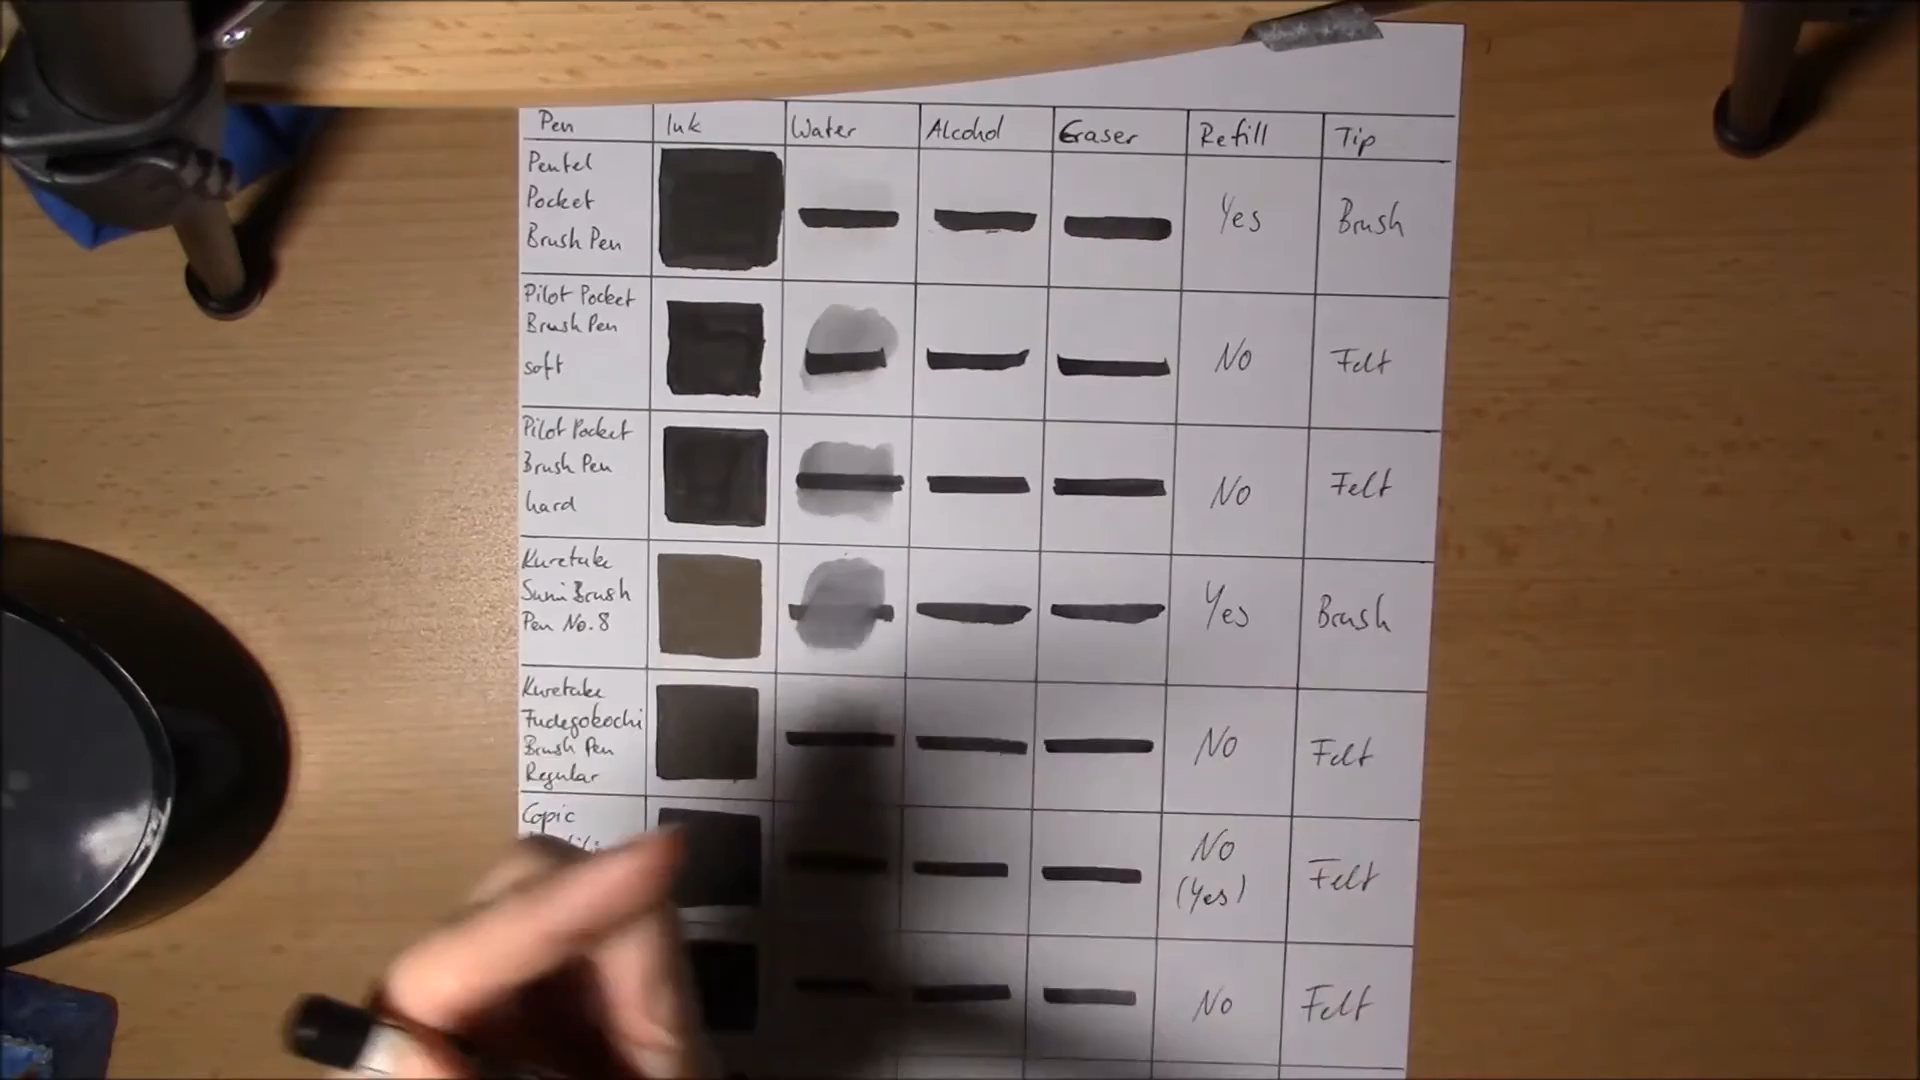 Pen Ink Water Alcohol Eraser Refill Tip
Pentel
Pocket
Brush Pen
Yes
Brush
Pilot Pocket
Brush Pen
soft
No
Felt
Pilot Pocket
Brush Pen
hard
No
Felt
Kuretake
Sumi Brush
Pen No. 8
Yes
Brush
Kuretake
Fudegokochi
Brush Pen
Regular
No
Felt
Copic
No
(Yes)
Felt
No
Felt